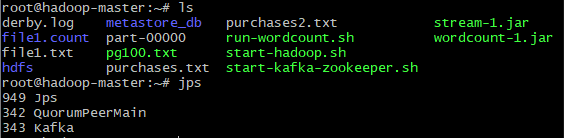 root@hadoop-master:~# ls
derby.log    metastore_db  purchases2.txt            stream-1.jar
file1.count  part-00000    run-wordcount.sh          wordcount-1.jar
file1.txt    pg100.txt     start-hadoop.sh
hdfs         purchases.txt  start-kafka-zookeeper.sh
root@hadoop-master:~# jps
949 Jps
342 QuorumPeerMain
343 Kafka